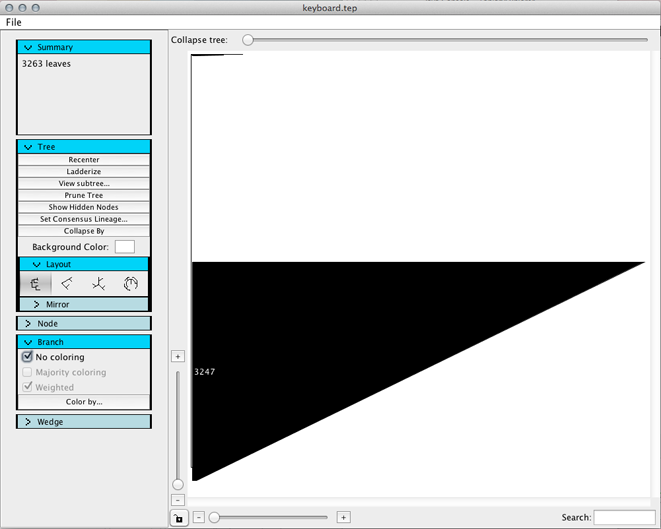 keyboard.tep
File
Summary
3263 leaves
Tree
Recenter
Ladderize
View subtree...
Prune Tree
Show Hidden Nodes
Set Consensus Lineage...
Collapse By
Background Color:
Layout
Mirror
Node
Branch
No coloring
Majority coloring
Weighted
Color by...
Wedge
Collapse tree:
3247
+
-
-
+
Search: